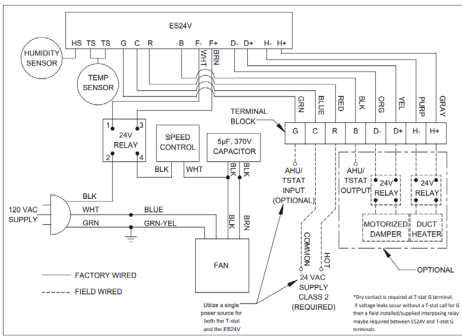 ES24V
HS TS TS G C R B F- F+ D- D+ H- H+
HUMIDITY
SENSOR
TEMP
SENSOR
WHT
BRN
GRN
BLUE
RED
BLK
ORG
YEL
PURP
GRAY
TERMINAL
BLOCK
G C R B D- D+ H- H+
1 3
24V
RELAY
2 4
SPEED
CONTROL
5µF, 370V
CAPACITOR
BLK WHT
BLK
BLK
AHU/
TSTAT
INPUT
(OPTIONAL)
AHU/
TSTAT
OUTPUT
24V
RELAY
24V
RELAY
MOTORIZED
DAMPER
DUCT
HEATER
OPTIONAL
120 VAC
SUPPLY
BLK
WHT BLUE
GRN GRN-YEL
BLK
BRN
FAN
COMMON
HOT
24 VAC
SUPPLY
CLASS 2
(REQUIRED)
FACTORY WIRED
FIELD WIRED
Utilize a single
power source for
both the T-stat
and the ES24V
*Dry contact is required at T-stat G terminal.
If voltage leaks occur without a T-stat call for G
then a field installed/supplied interposing relay
maybe required between ES24V and T-stat G
terminals.